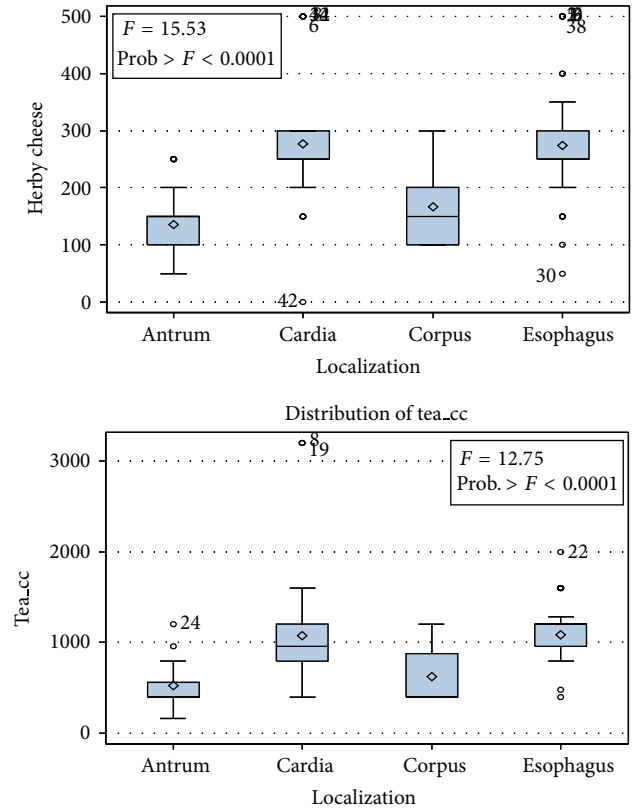 500
400
300
200
100
0
Herby cheese
F = 15.53
Prob > F < 0.0001
6
38
42
30
Antrum Cardia Corpus Esophagus
Localization
Distribution of tea_cc
3000
2000
1000
0
Tea_cc
F = 12.75
Prob. > F < 0.0001
8
19
24
22
Antrum Cardia Corpus Esophagus
Localization